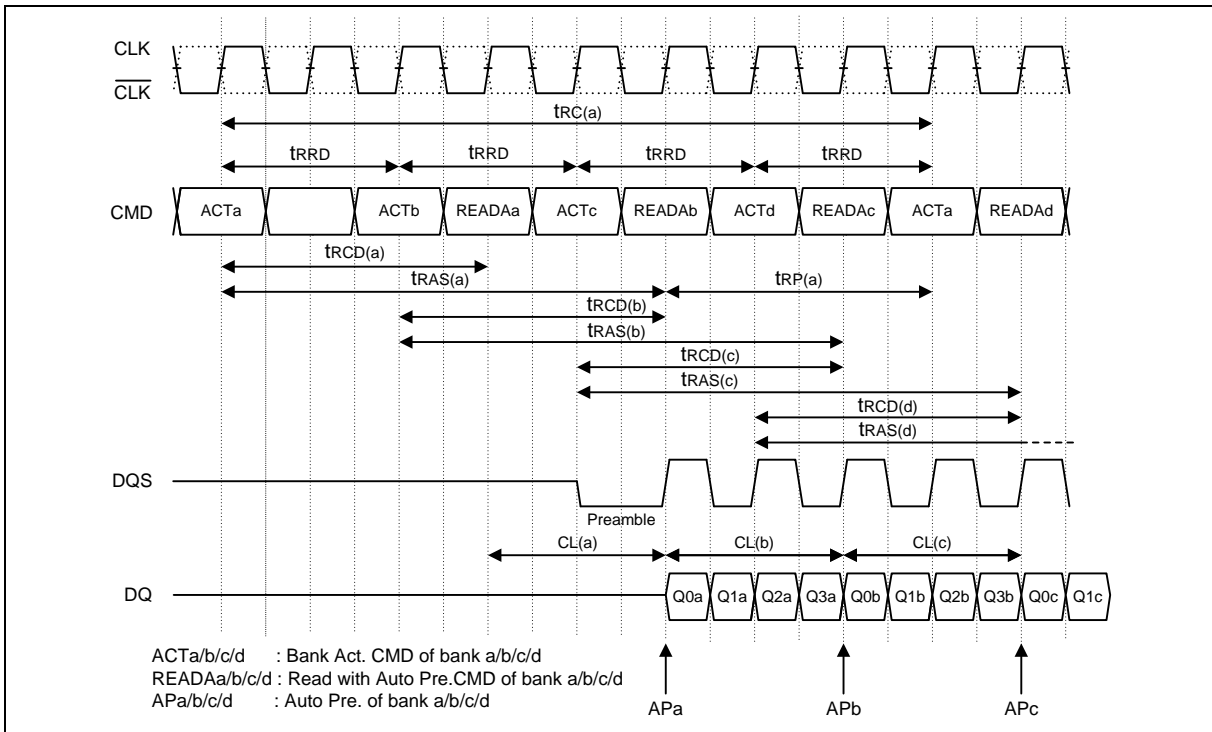 CLK
CLK
tRC(a)
tRRD tRRD tRRD tRRD
CMD ACTa ACTb READAa ACTc READAb ACTd READAc ACTa READAd
tRCD(a)
tRAS(a) tRP(a)
tRCD(b)
tRAS(b)
tRCD(c)
tRAS(c)
tRCD(d)
tRAS(d)
DQS
Preamble
CL(a) CL(b) CL(c)
DQ Q0a Q1a Q2a Q3a Q0b Q1b Q2b Q3b Q0c Q1c
ACTa/b/c/d : Bank Act. CMD of bank a/b/c/d
READAa/b/c/d : Read with Auto Pre.CMD of bank a/b/c/d
APa/b/c/d : Auto Pre. of bank a/b/c/d
APa APb APc